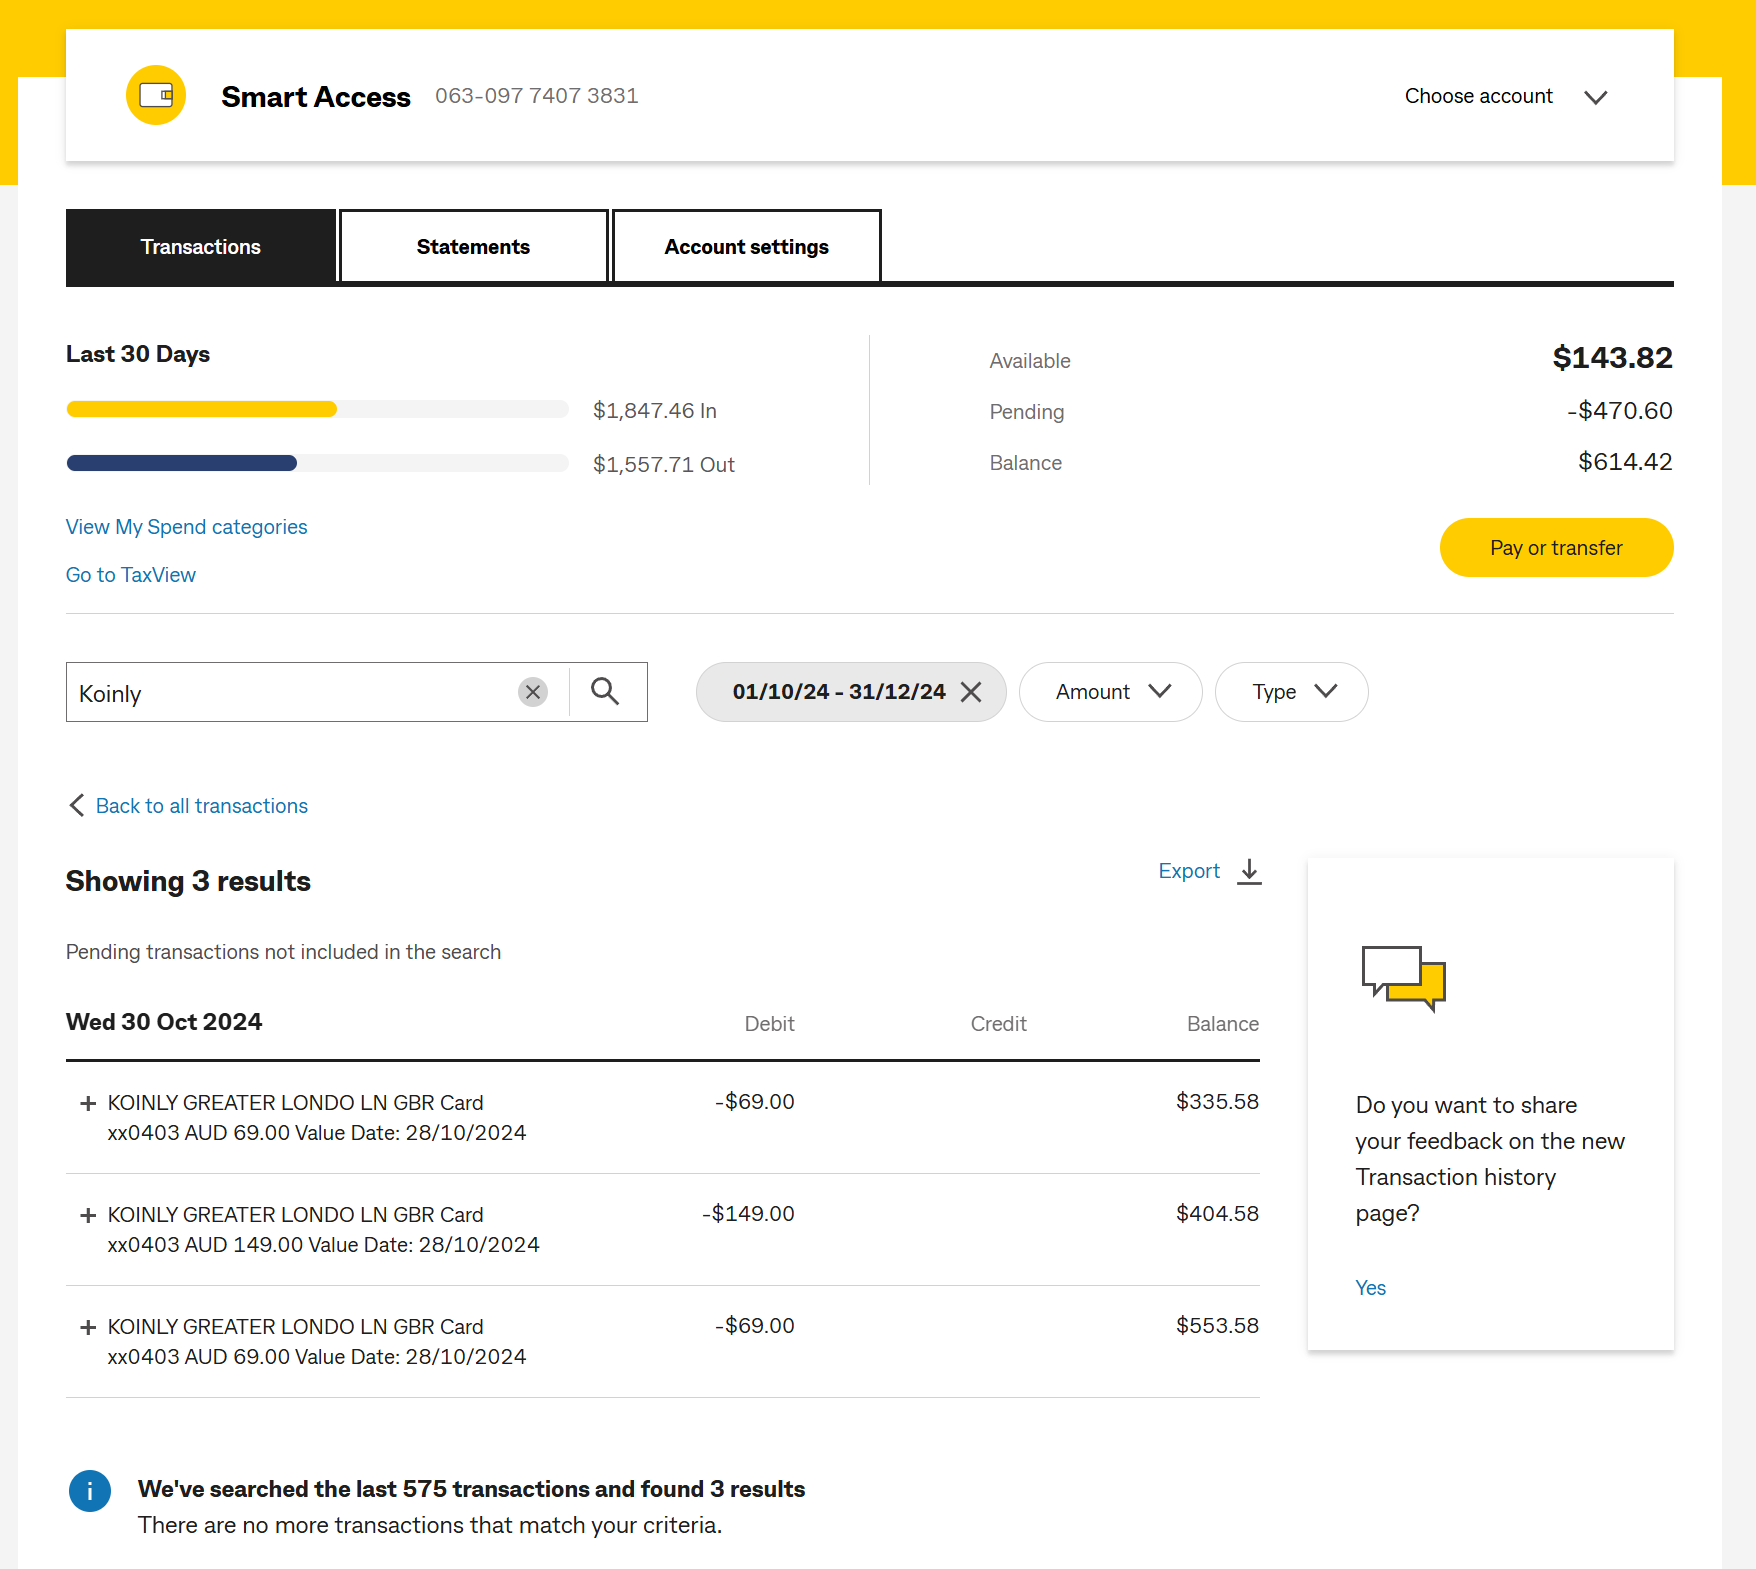 Smart Access 063-097 7407 3831 Choose account
Transactions Statements Account settings
Last 30 Days
$1,847.46 In
$1,557.71 Out
Available $143.82
Pending -$470.60
Balance $614.42
View My Spend categories
Go to TaxView
Pay or transfer
Koinly
01/10/24 - 31/12/24 Amount Type
Back to all transactions
Showing 3 results
Export
Pending transactions not included in the search
Wed 30 Oct 2024 Debit Credit Balance
KOINLY GREATER LONDO LN GBR Card -$69.00 $335.58
xx0403 AUD 69.00 Value Date: 28/10/2024
KOINLY GREATER LONDO LN GBR Card -$149.00 $404.58
xx0403 AUD 149.00 Value Date: 28/10/2024
KOINLY GREATER LONDO LN GBR Card -$69.00 $553.58
xx0403 AUD 69.00 Value Date: 28/10/2024
Do you want to share
your feedback on the new
Transaction history
page?
Yes
i
We've searched the last 575 transactions and found 3 results
There are no more transactions that match your criteria.